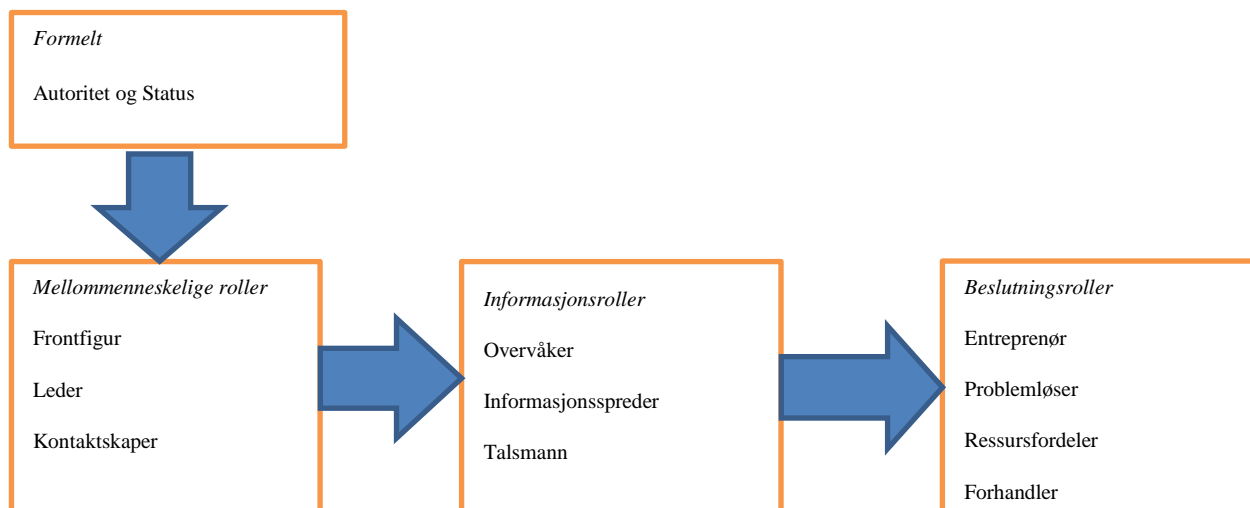 Formelt
Autoritet og Status
Mellommenneskelige roller
Frontfigur
Leder
Kontaktskaper
Informasjonsroller
Overvåker
Informasjonsspreder
Talsmann
Beslutningsroller
Entreprenør
Problemløser
Ressursfordeler
Forhandler